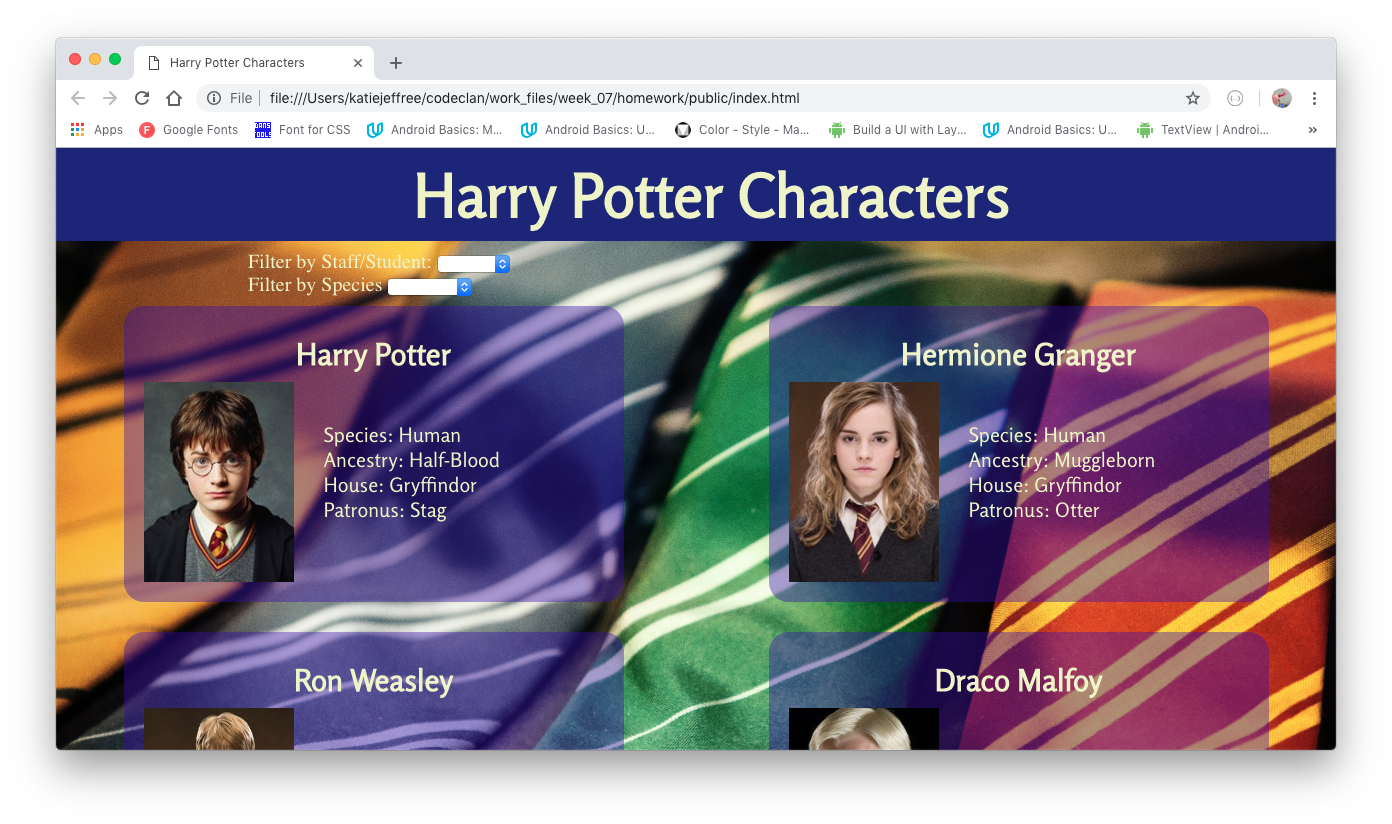 Harry Potter Characters
File file:///Users/katiejeffree/codeclan/work_files/week_07/homework/public/index.html
Apps Google Fonts DANS TOOLS Font for CSS Android Basics: M... Android Basics: U... Color - Style - Ma... Build a UI with Lay... Android Basics: U... TextView | Androi... »
Harry Potter Characters
Filter by Staff/Student:
Filter by Species
Harry Potter
Species: Human
Ancestry: Half-Blood
House: Gryffindor
Patronus: Stag
Hermione Granger
Species: Human
Ancestry: Muggleborn
House: Gryffindor
Patronus: Otter
Ron Weasley
Draco Malfoy